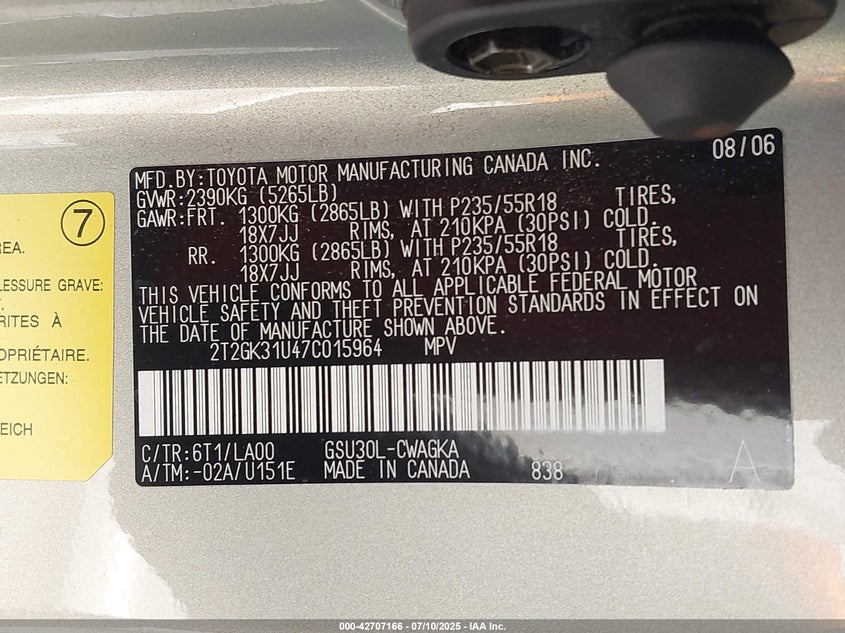 7
REA.
LESSURE GRAVE:
RITES À
OPRIÉTAIRE.
ETZUNGEN:
EICH
08/06
MFD.BY:TOYOTA MOTOR MANUFACTURING CANADA INC.
GVWR:2390KG (5265LB)
GAWR:FRT. 1300KG (2865LB) WITH P235/55R18 TIRES,
18X7JJ RIMS, AT 210KPA (30PSI) COLD.
RR. 1300KG (2865LB) WITH P235/55R18 TIRES,
18X7JJ RIMS, AT 210KPA (30PSI) COLD.
THIS VEHICLE CONFORMS TO ALL APPLICABLE FEDERAL MOTOR
VEHICLE SAFETY AND THEFT PREVENTION STANDARDS IN EFFECT ON
THE DATE OF MANUFACTURE SHOWN ABOVE.
2T2GK31U47C015964 MPV
C/TR:6T1/LA00 GSU30L-CWAGKA
A/TM:-02A/U151E MADE IN CANADA 838
A
000-42707166 - 07/10/2025 - IAA Inc.